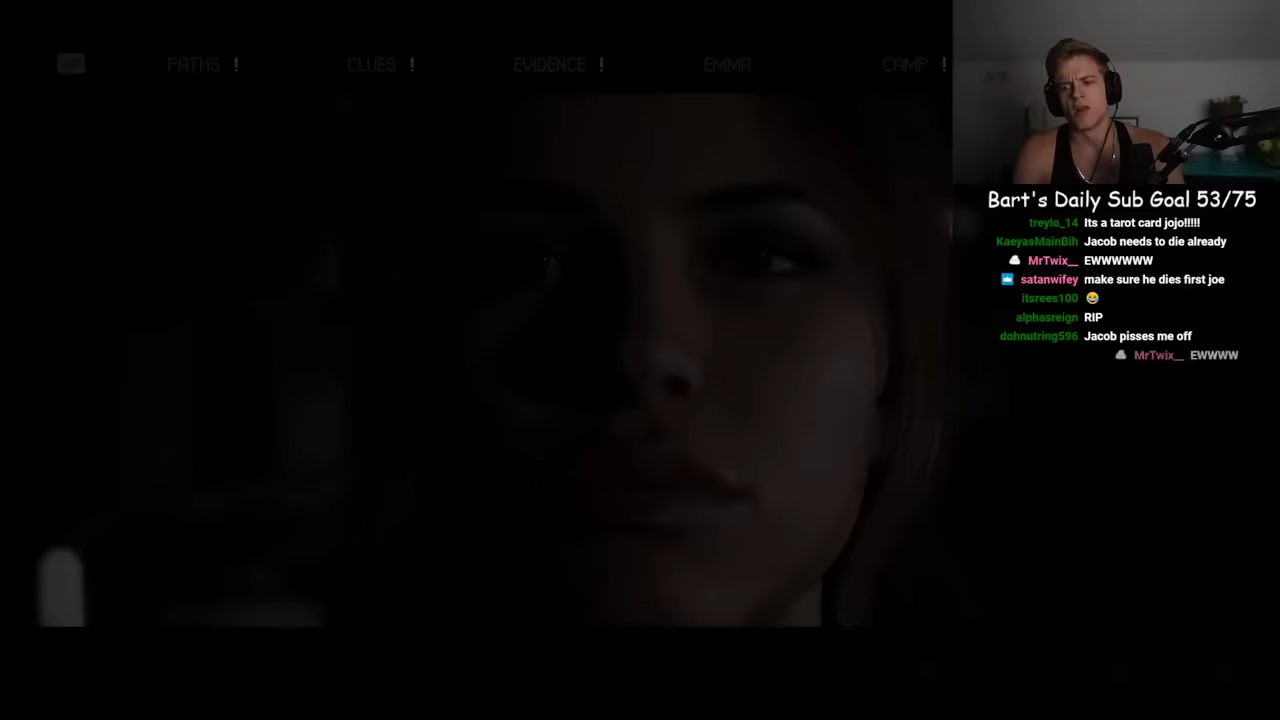 PATHS ! CLUES ! EVIDENCE ! EMMA CAMP !
Bart's Daily Sub Goal 53/75
treylo_14 Its a tarot card jojo!!!!!
KaeyasMainBih Jacob needs to die already
MrTwix__ EWWWWWW
satanwifey make sure he dies first joe
itsrees100 😂
alphasreign RIP
dohnutring596 Jacob pisses me off
MrTwix__ EWWWW